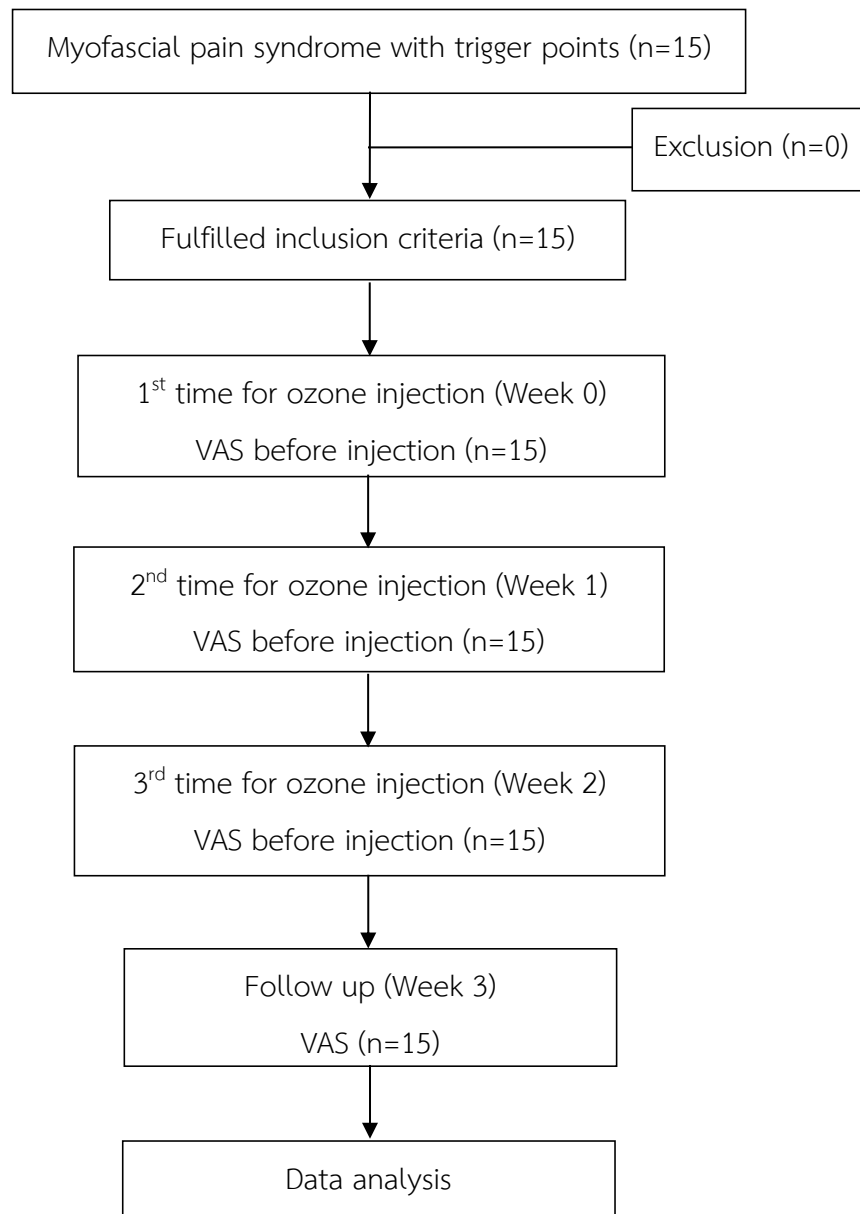 Myofascial pain syndrome with trigger points (n=15)
Exclusion (n=0)
Fulfilled inclusion criteria (n=15)
1st time for ozone injection (Week 0)
VAS before injection (n=15)
2nd time for ozone injection (Week 1)
VAS before injection (n=15)
3rd time for ozone injection (Week 2)
VAS before injection (n=15)
Follow up (Week 3)
VAS (n=15)
Data analysis